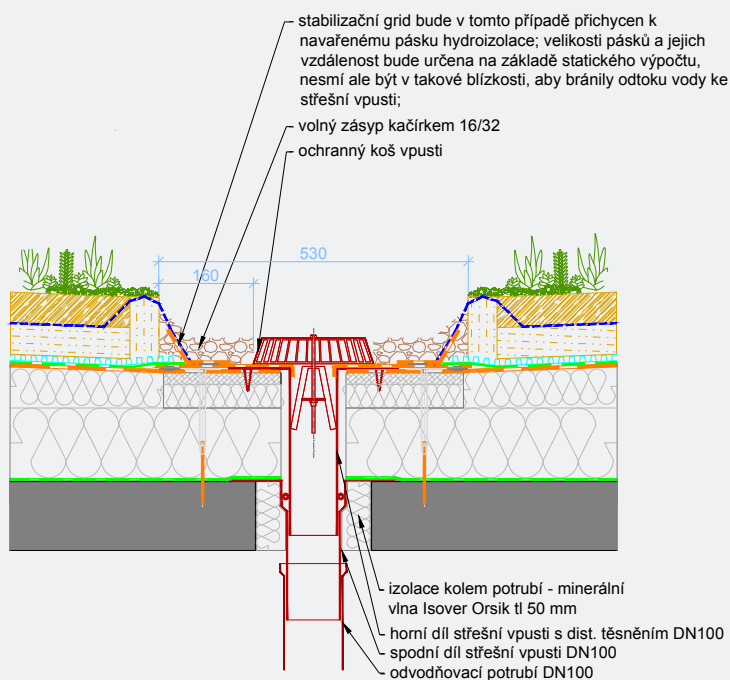 stabilizační grid bude v tomto případě přichycen k
navařenému pásku hydroizolace; velikosti pásků a jejich
vzdálenost bude určena na základě statického výpočtu,
nesmí ale být v takové blízkosti, aby bránily odtoku vody ke
střešní vpusti;
volný zásyp kačírkem 16/32
ochranný koš vpusti
530
160
izolace kolem potrubí - minerální
vlna Isover Orsik tl 50 mm
horní díl střešní vpusti s dist. těsněním DN100
spodní díl střešní vpusti DN100
odvodňovací potrubí DN100